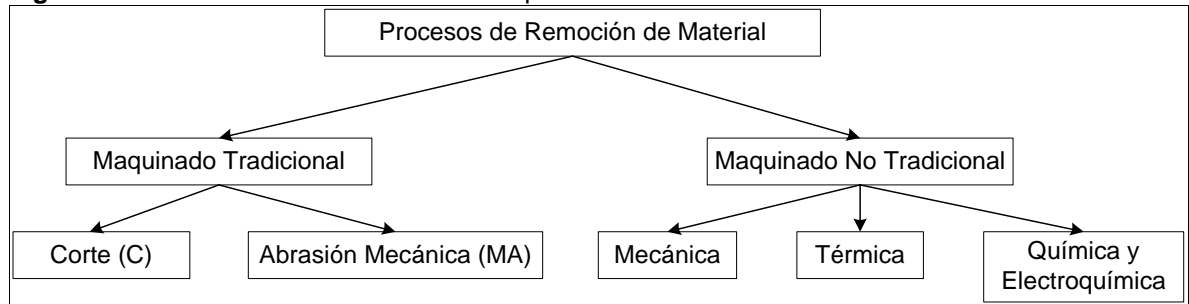 Procesos de Remoción de Material
Maquinado Tradicional
Maquinado No Tradicional
Corte (C)
Abrasión Mecánica (MA)
Mecánica
Térmica
Química y
Electroquímica